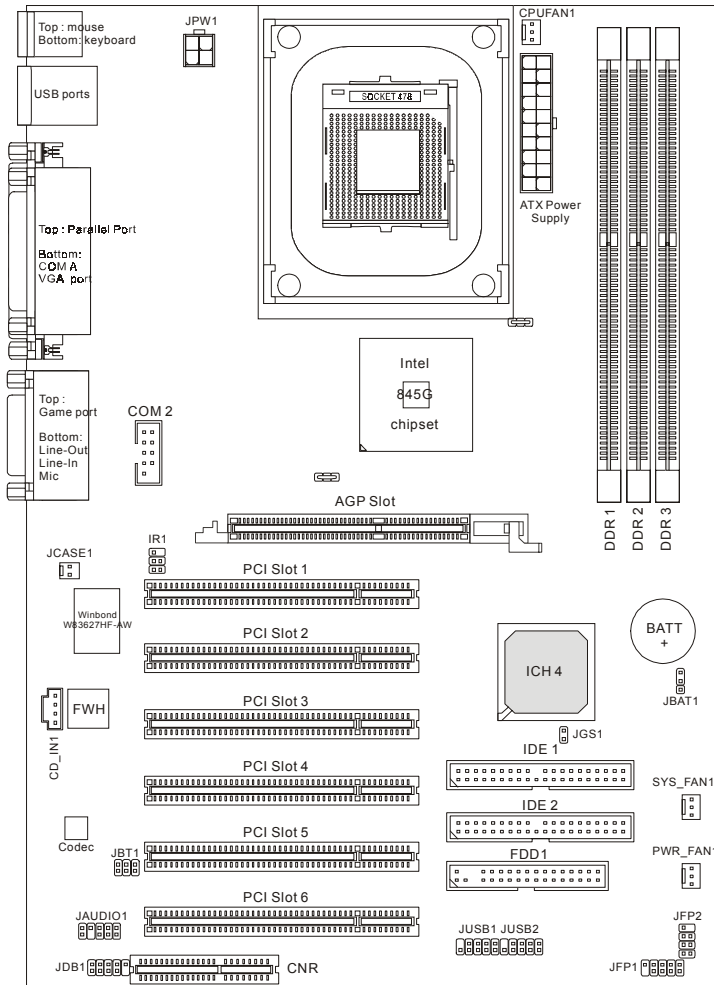 Top : mouse
Bottom: keyboard
JPW1
CPUFAN1
USB ports
SOCKET 478
ATX Power
Supply
Top : Parallel Port
Bottom:
COM A
VGA port
Intel
845G
chipset
Top :
Game port
Bottom:
Line-Out
Line-In
Mic
COM 2
DDR 1
DDR 2
DDR 3
AGP Slot
IR1
JCASE1
PCI Slot 1
Winbond
W83627HF-AW
PCI Slot 2
BATT
+
ICH 4
JBAT1
FWH
CD_IN1
PCI Slot 3
JGS1
IDE 1
PCI Slot 4
SYS_FAN1
IDE 2
Codec
JBT1
PCI Slot 5
FDD1
PWR_FAN1
PCI Slot 6
JAUDIO1
JUSB1 JUSB2
JFP2
JDB1
CNR
JFP1